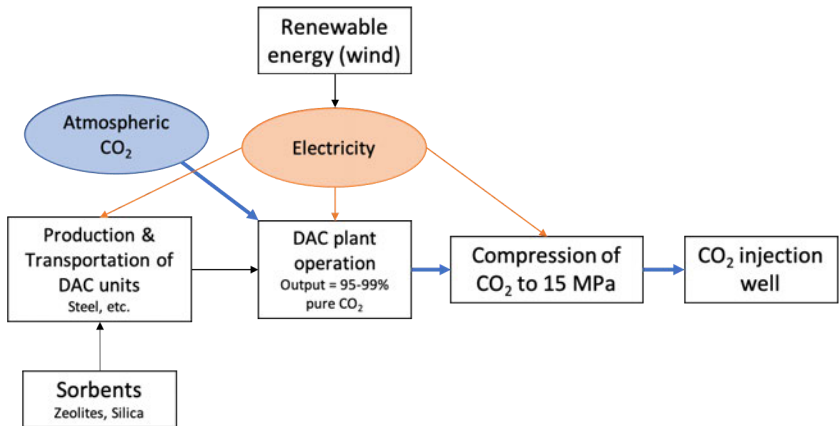 Renewable
energy (wind)
Atmospheric
CO₂
Electricity
Production &
Transportation of
DAC units
Steel, etc.
DAC plant
operation
Output = 95-99%
pure CO₂
Compression of
CO₂ to 15 MPa
CO₂ injection
well
Sorbents
Zeolites, Silica